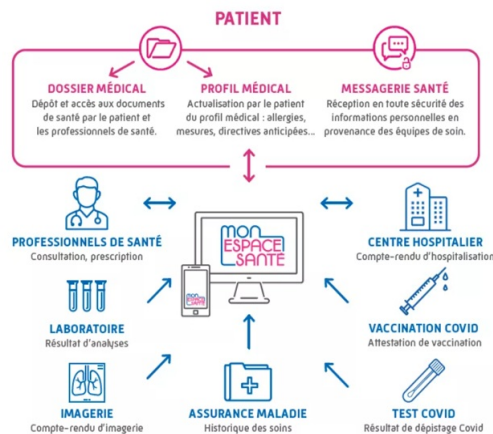 PATIENT
DOSSIER MÉDICAL
Dépôt et accès aux documents
de santé par le patient et
les professionnels de santé.
PROFIL MÉDICAL
Actualisation par le patient
du profil médical : allergies,
mesures, directives anticipées...
MESSAGERIE SANTÉ
Réception en toute sécurité des
informations personnelles en
provenance des équipes de soin.
PROFESSIONNELS DE SANTÉ
Consultation, prescription
MON
ESPACE
SANTÉ
MON
ESPACE
SANTÉ
CENTRE HOSPITALIER
Compte-rendu d'hospitalisation
LABORATOIRE
Résultat d'analyses
VACCINATION COVID
Attestation de vaccination
IMAGERIE
Compte-rendu d'imagerie
ASSURANCE MALADIE
Historique des soins
TEST COVID
Résultat de dépistage Covid